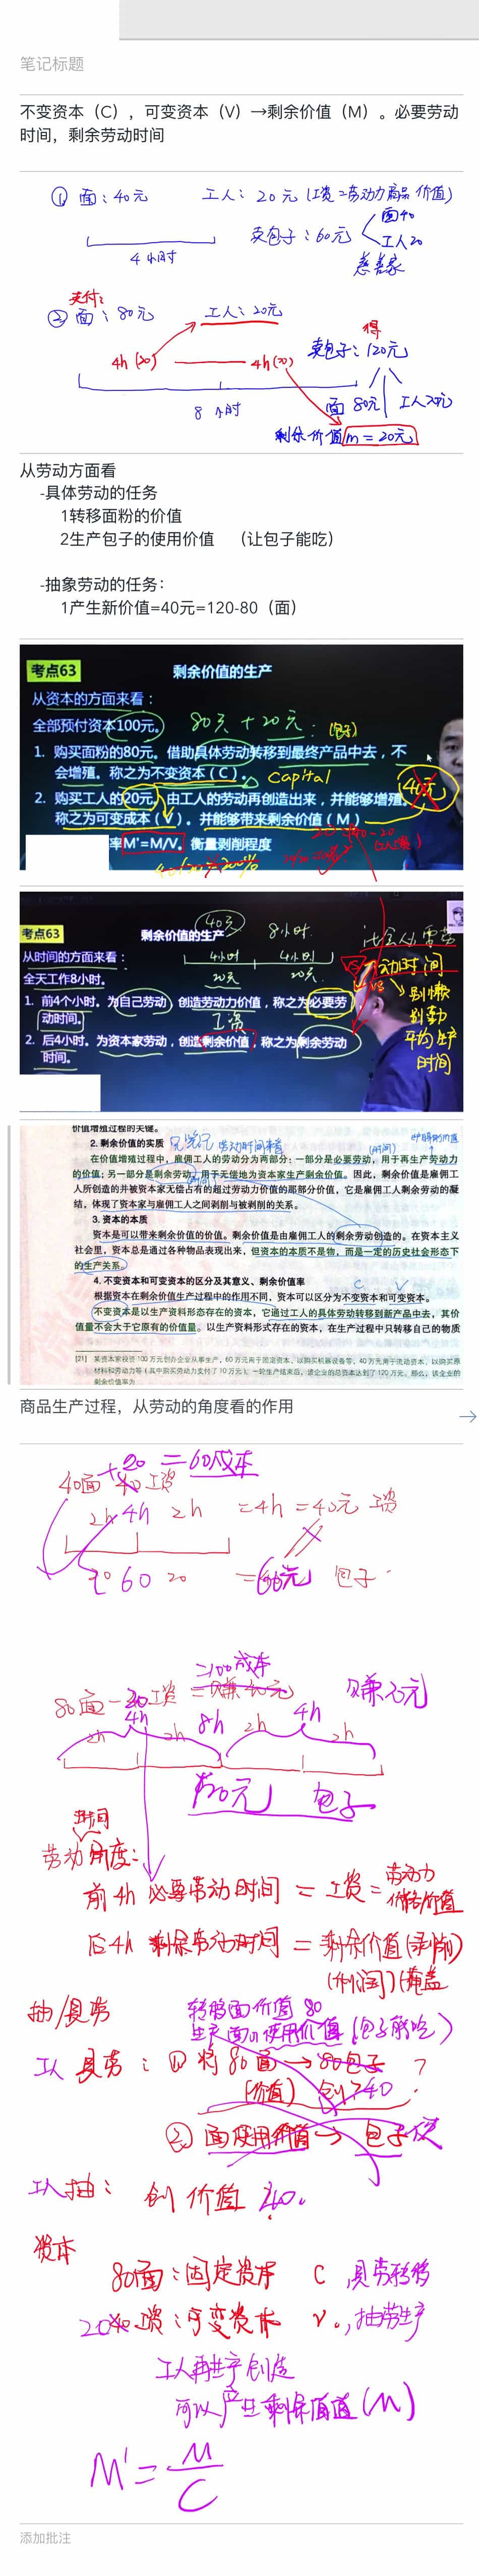 笔记标题
不变资本（C），可变资本（V）→剩余价值（M）。必要劳动
时间，剩余劳动时间
① 面：40元 工人：20元（工资=劳动力商品价值）
卖包子：60元
面40
工人20
4小时
慈善家
支付：
② 面：80元 工人：20元
得
4h(20) 4h(20) 卖包子：120元
8小时
面80元 工人20元
剩余价值 m=20元
从劳动方面看
-具体劳动的任务
1转移面粉的价值
2生产包子的使用价值 （让包子能吃）
-抽象劳动的任务：
1产生新价值=40元=120-80（面）
考点63 剩余价值的生产
从资本的方面来看：
全部预付资本100元。 80元+20元：（包子）
1. 购买面粉的80元。借助具体劳动转移到最终产品中去，不
会增殖。称之为不变资本（C）。 Capital
2. 购买工人的20元，由工人的劳动再创造出来，并能够增殖。
40元
称之为可变成本（V）。并能够带来剩余价值（M）
率M'=M/V。衡量剥削程度
考点63 剩余价值的生产
40元 8小时
从时间的方面来看：
4小时 4小时
全天工作8小时。
20元 20元
1. 前4个小时。为自己劳动，创造劳动力价值，称之为必要劳
动时间。
工资
2. 后4小时。为资本家劳动，创造剩余价值，称之为剩余劳动
时间。
动时间
别懒
别勤
平均生产
时间
价值增殖过程的关键。
2. 剩余价值的实质
在价值增殖过程中，雇佣工人的劳动分为两部分：一部分是必要劳动，用于再生产劳动力
的价值；另一部分是剩余劳动，用于无偿地为资本家生产剩余价值。因此，剩余价值是雇佣工
人所创造的并被资本家无偿占有的超过劳动力价值的那部分价值，它是雇佣工人剩余劳动的凝
结，体现了资本家与雇佣工人之间剥削与被剥削的关系。
3. 资本的本质
资本是可以带来剩余价值的价值。剩余价值是由雇佣工人的剩余劳动创造的。在资本主义
社会里，资本总是通过各种物品表现出来，但资本的本质不是物，而是一定的历史社会形态下
的生产关系。
4. 不变资本和可变资本的区分及其意义、剩余价值率
C V
根据资本在剩余价值生产过程中的作用不同，资本可以区分为不变资本和可变资本。
不变资本是以生产资料形态存在的资本，它通过工人的具体劳动转移到新产品中去，其价
值量不会大于它原有的价值量。以生产资料形式存在的资本，在生产过程中只转移自己的物质
[21] 某资本家投资100万元创办企业从事生产，60万元用于固定资本，以购买机器设备等，40万元用于流动资本，以购买原
材料和劳动力等（其中购买劳动力支付了10万元）。一轮生产结束后，该企业的总资本达到了120万元。那么，该企业的
剩余价值率为
商品生产过程，从劳动的角度看的作用
+20 =60成本
40面 40工资
2h 4h 2h =4h =40元 工资
60 20 =60元 包子
=100成本
80面 20工资 赚20元
4h 8h 4h
2h 2h 2h 2h
120元 包子
时间
劳动角度：
前4h 必要劳动时间 = 工资 = 劳动力
价值
后4h 剩余劳动时间 = 剩余价值（剥削）
（利润）
抽/具劳
转移面价值80
生产面的使用价值（包子能吃）
工人 具劳：① 将80面→80包子 ?
（价值） 创?40
② 面使用价值→包子使
工人抽： 创价值 40。
资本
80面：固定资本 C 具劳转移
20工资：可变资本 V。，抽劳生产
工人再生产创造
可以产生剩余价值（M）
M'=M/C
添加批注